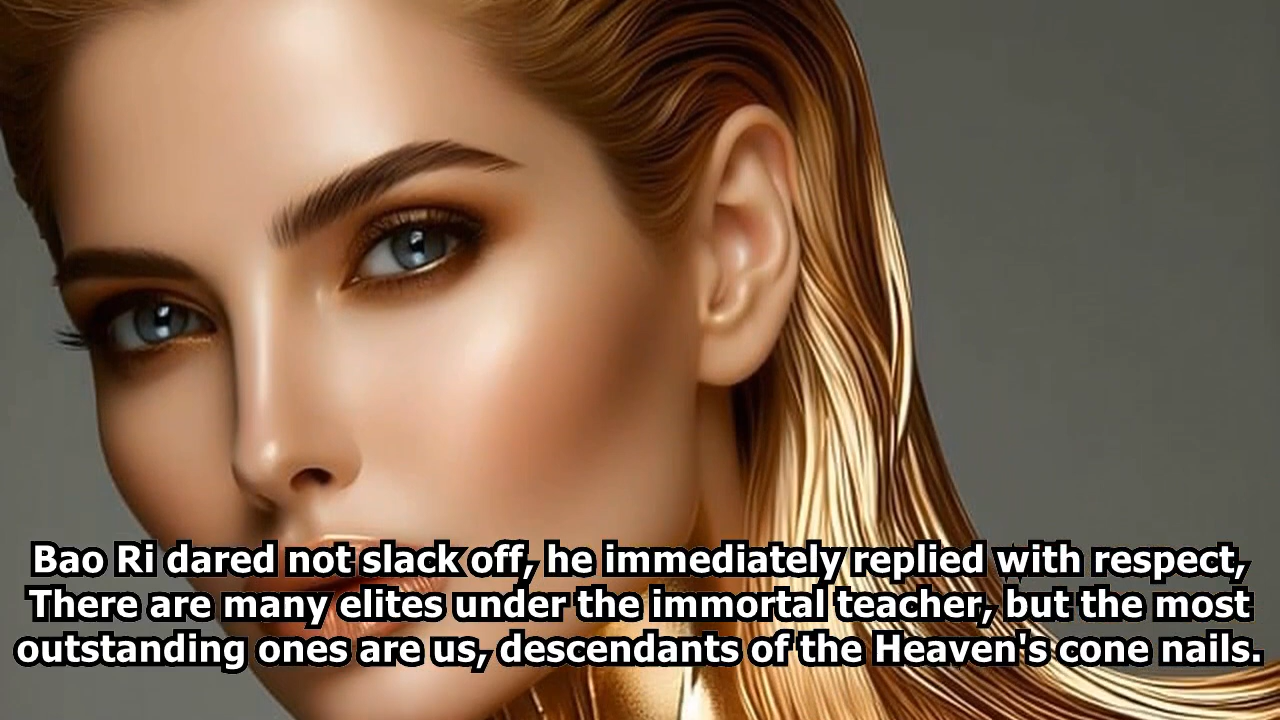 Bao Ri dared not slack off, he immediately replied with respect,
There are many elites under the immortal teacher, but the most
outstanding ones are us, descendants of the Heaven's cone nails.